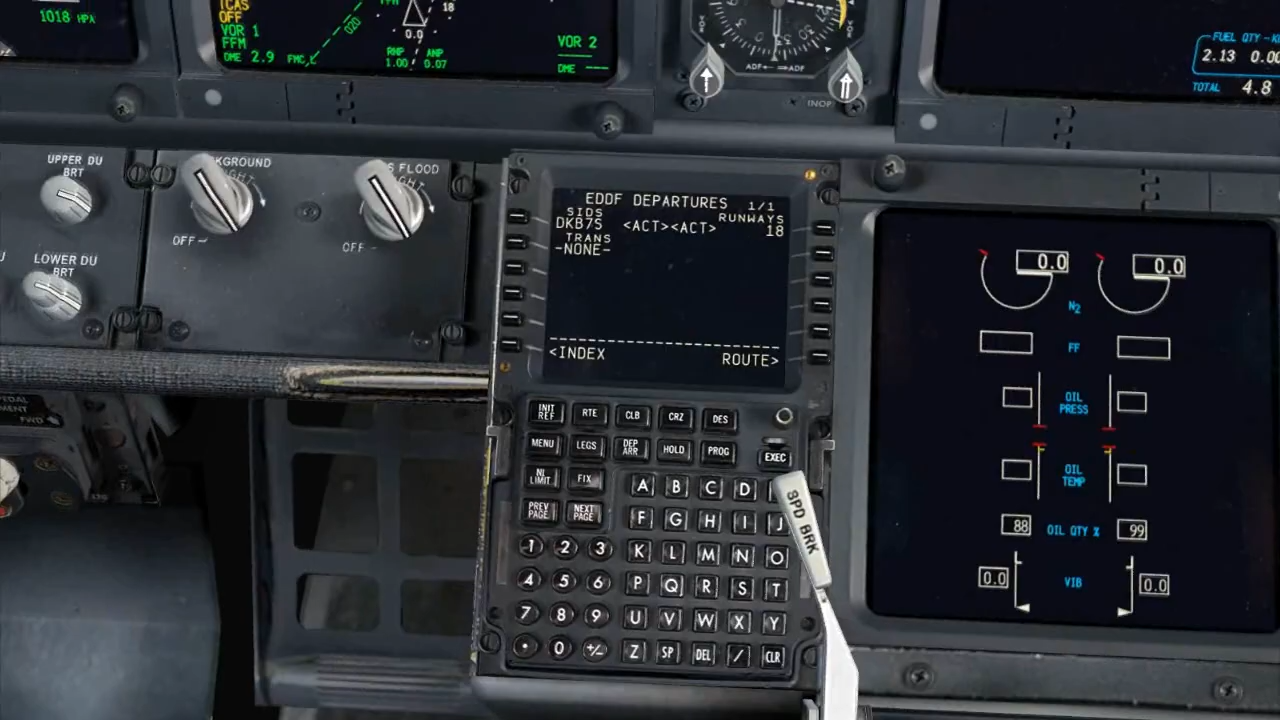 1018 HPA
TCAS
OFF
VOR 1
FFM
DME 2.9
FMC L
020
18
0.0
RNP ANP
1.00 0.07
VOR 2
DME ---
ADF ADF
INOP
FUEL QTY
2.13 0.00
TOTAL 4.8
UPPER DU
BRT
OFF
FLOOD
OFF
LOWER DU
BRT
EDDF DEPARTURES 1/1
SIDS RUNWAYS
DKB7S <ACT><ACT> 18
TRANS
-NONE-
<INDEX ROUTE>
INIT REF RTE CLB CRZ DES
MENU LEGS DEP ARR HOLD PROG EXEC
N1 LIMIT FIX
A B C D
PREV PAGE NEXT PAGE
F G H I J
1 2 3 K L M N O
4 5 6 P Q R S T
7 8 9 U V W X Y
. 0 +/- Z SP DEL / CLR
SPD BRK
0.0 0.0
N2
FF
OIL
PRESS
OIL
TEMP
88 OIL QTY % 99
0.0 VIB 0.0
FWD